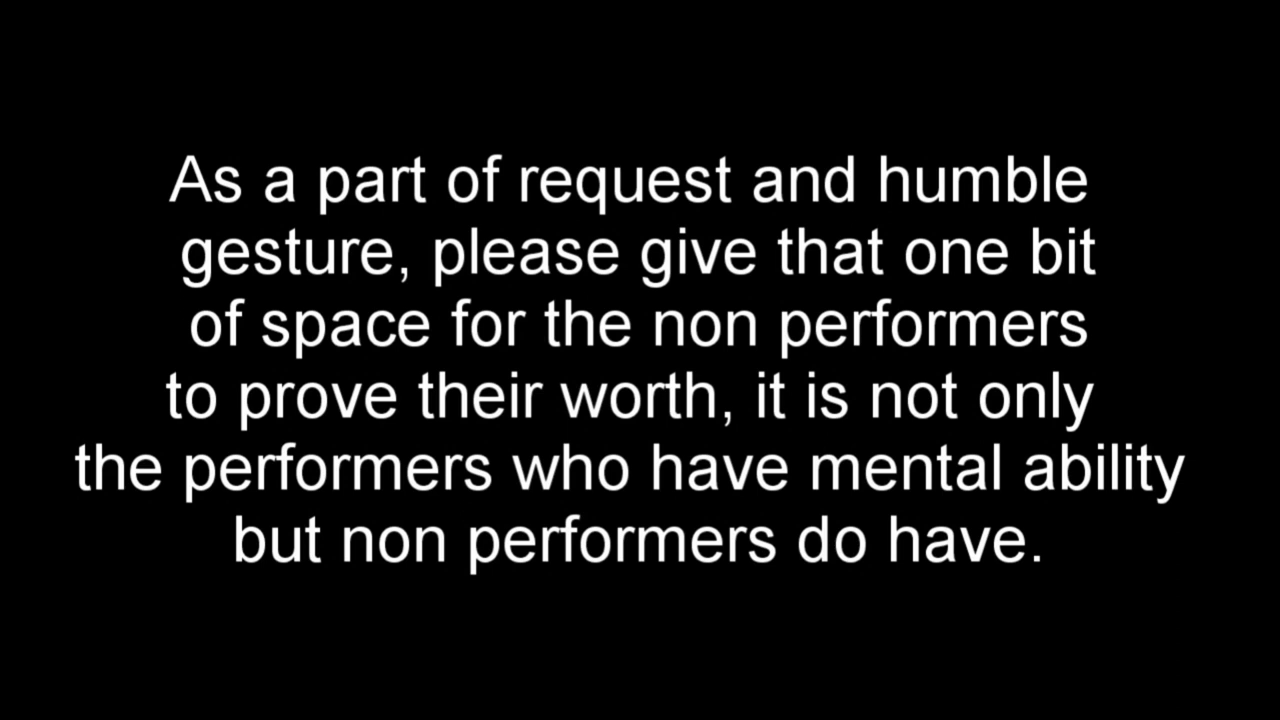 As a part of request and humble
gesture, please give that one bit
of space for the non performers
to prove their worth, it is not only
the performers who have mental ability
but non performers do have.